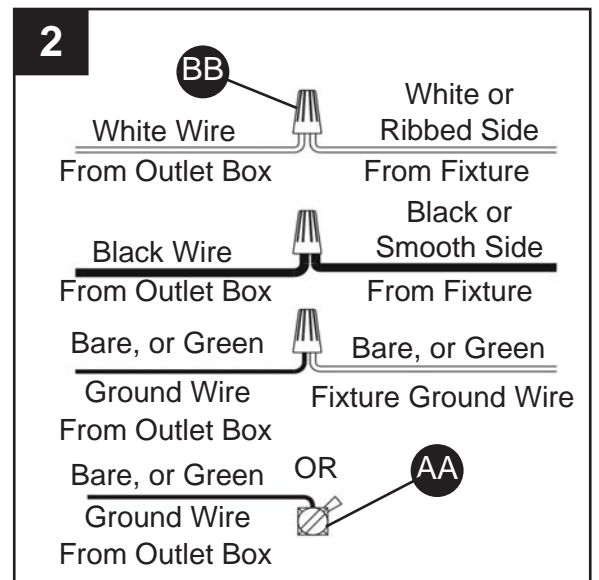 2
BB
White Wire
White or
Ribbed Side
From Outlet Box
From Fixture
Black Wire
Black or
Smooth Side
From Outlet Box
From Fixture
Bare, or Green
Bare, or Green
Ground Wire
Fixture Ground Wire
From Outlet Box
Bare, or Green
OR
AA
Ground Wire
From Outlet Box